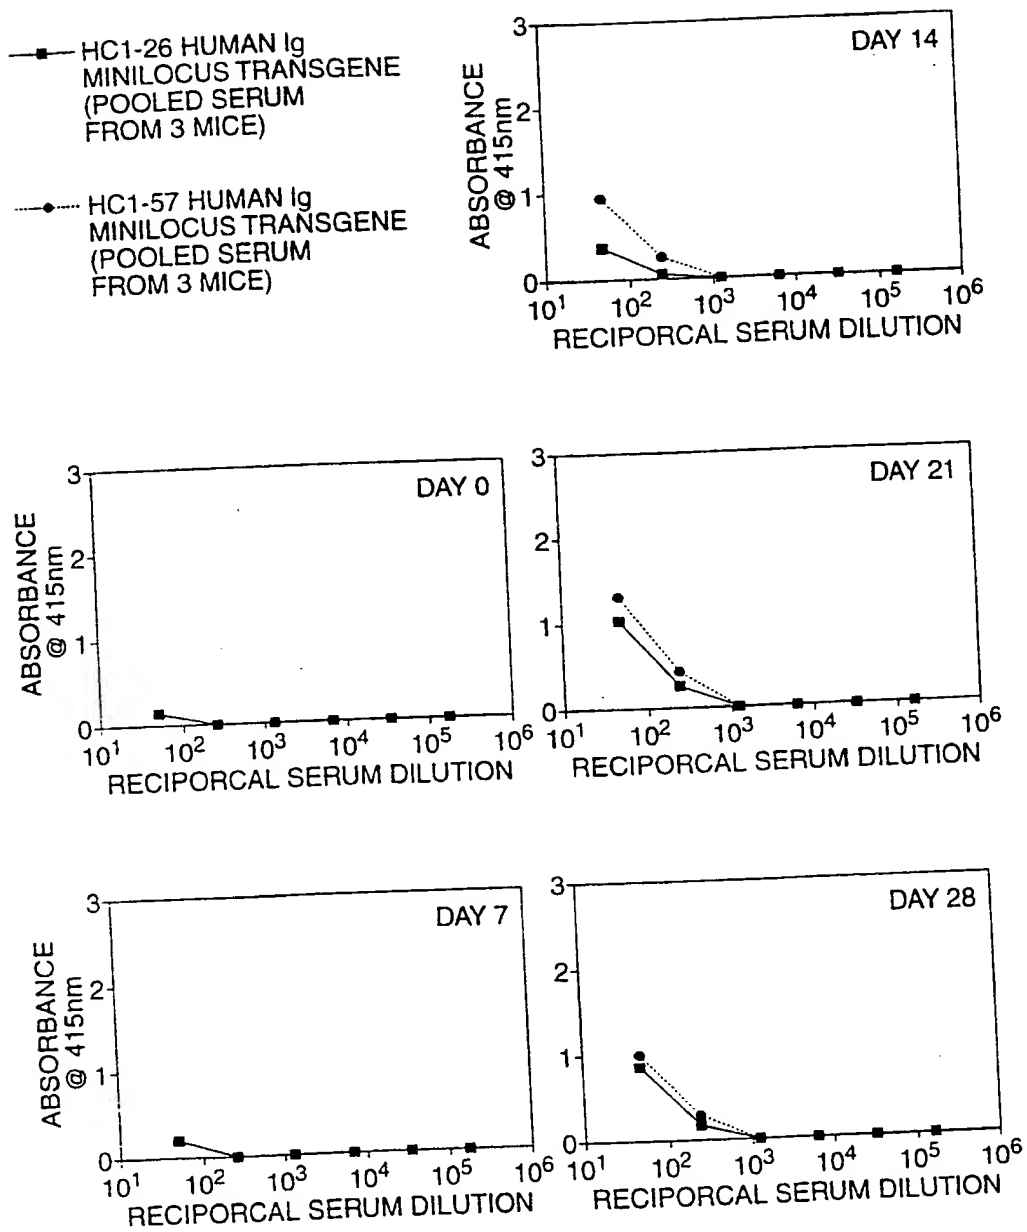 HC1-26 HUMAN Ig
MINILOCUS TRANSGENE
(POOLED SERUM
FROM 3 MICE)
HC1-57 HUMAN Ig
MINILOCUS TRANSGENE
(POOLED SERUM
FROM 3 MICE)
DAY 14
ABSORBANCE
@ 415nm
3
2
1
0
10¹ 10² 10³ 10⁴ 10⁵ 10⁶
RECIPORCAL SERUM DILUTION
DAY 0
ABSORBANCE
@ 415nm
3
2
1
0
10¹ 10² 10³ 10⁴ 10⁵ 10⁶
RECIPORCAL SERUM DILUTION
DAY 21
3
2
1
0
10¹ 10² 10³ 10⁴ 10⁵ 10⁶
RECIPORCAL SERUM DILUTION
DAY 7
ABSORBANCE
@ 415nm
3
2
1
0
10¹ 10² 10³ 10⁴ 10⁵ 10⁶
RECIPORCAL SERUM DILUTION
DAY 28
3
2
1
0
10¹ 10² 10³ 10⁴ 10⁵ 10⁶
RECIPORCAL SERUM DILUTION